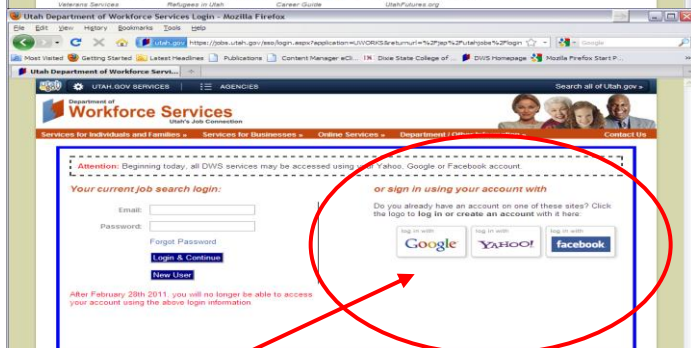 Veterans Services Refugees in Utah Career Guide UtahFutures.org
Utah Department of Workforce Services Login - Mozilla Firefox
File Edit View History Bookmarks Tools Help
utah.gov https://jobs.utah.gov/sso/login.aspx?application=UWORKS&returnurl=%2Fjsp%2Futahjobs%2Flogin Google
Most Visited Getting Started Latest Headlines Publications Content Manager eCli... Dixie State College of ... DWS Homepage Mozilla Firefox Start P...
Utah Department of Workforce Servi...
UTAH.GOV SERVICES AGENCIES Search all of Utah.gov »
Department of
Workforce Services
Utah's Job Connection
Services for Individuals and Families » Services for Businesses » Online Services » Department / Other Information » Contact Us
Attention: Beginning today, all DWS services may be accessed using your Yahoo, Google or Facebook account.
Your current job search login:
Email:
Password:
Forgot Password
Login & Continue
New User
After February 28th 2011, you will no longer be able to access
your account using the above login information
or sign in using your account with
Do you already have an account on one of these sites? Click
the logo to log in or create an account with it here:
log in with log in with log in with
Google YAHOO! facebook